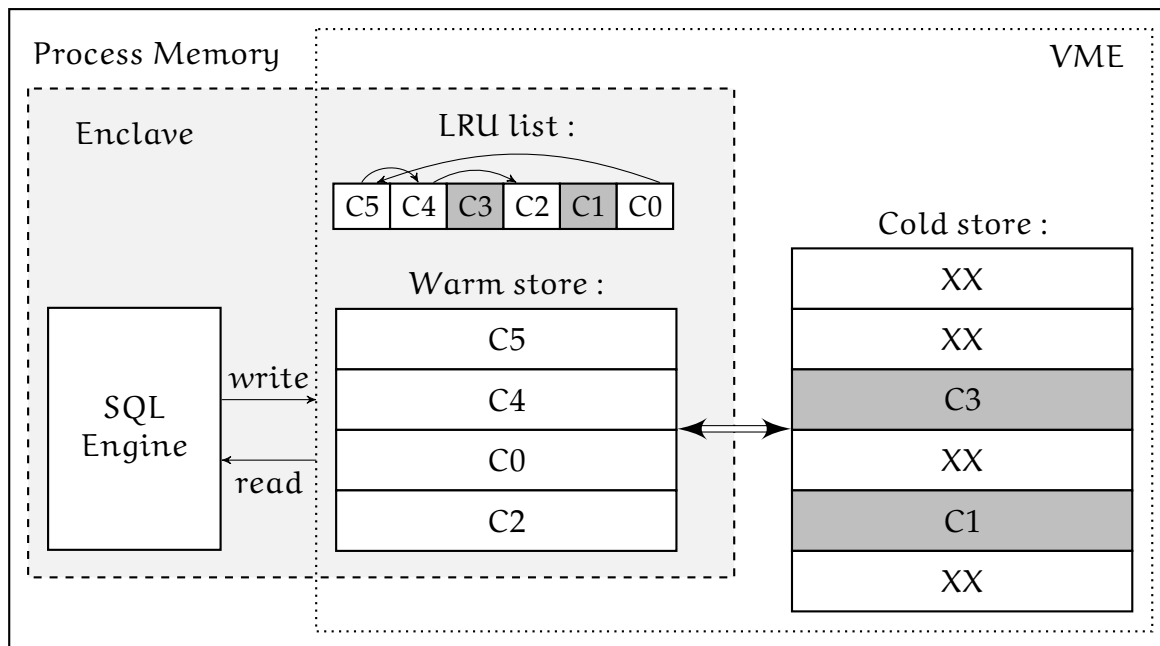 Process Memory
VME
Enclave
LRU list :
C5 C4 C3 C2 C1 C0
Cold store :
Warm store :
XX
XX
C3
XX
C1
XX
C5
C4
C0
C2
SQL
Engine
write
read